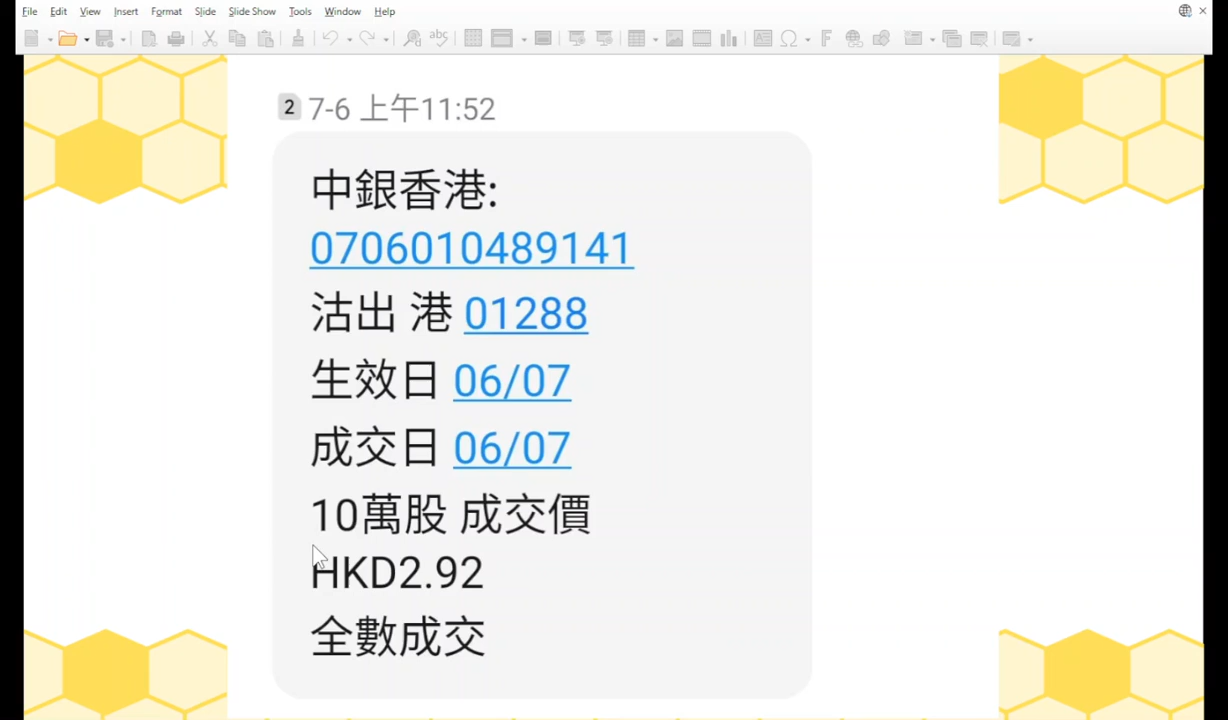 File Edit View Insert Format Slide Slide Show Tools Window Help
2 7-6 上午11:52
中銀香港:
0706010489141
沽出 港 01288
生效日 06/07
成交日 06/07
10萬股 成交價
HKD2.92
全數成交